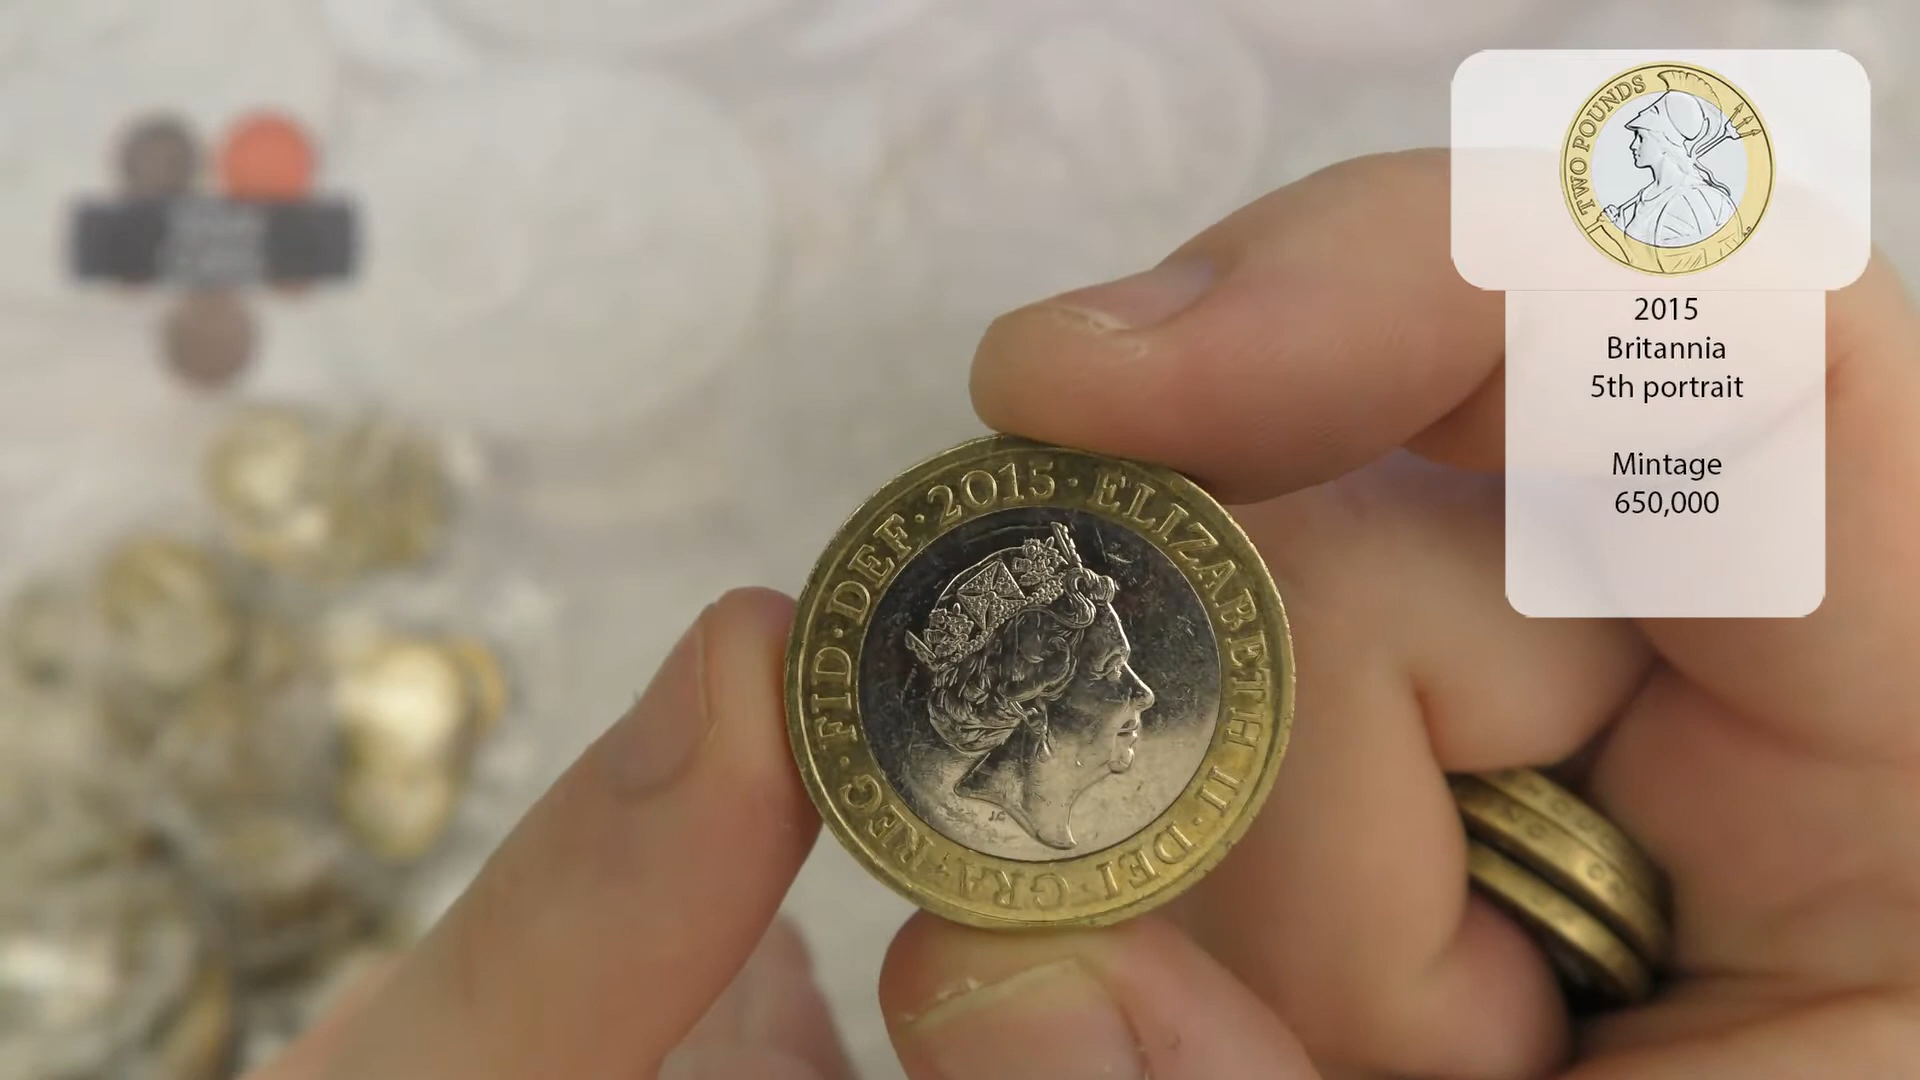 TWO POUNDS
2015
Britannia
5th portrait
Mintage
650,000
2015 · ELIZABETH II · DEI · GRA · REG · FID · DEF ·
J.C